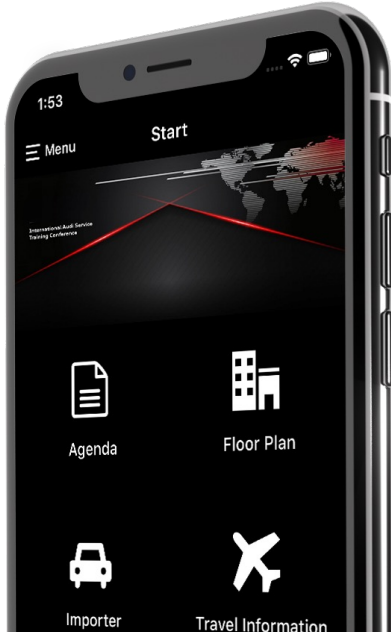 1:53
Start
Menu
International Audi Service
Training Conference
Agenda
Floor Plan
Importer
Travel Information